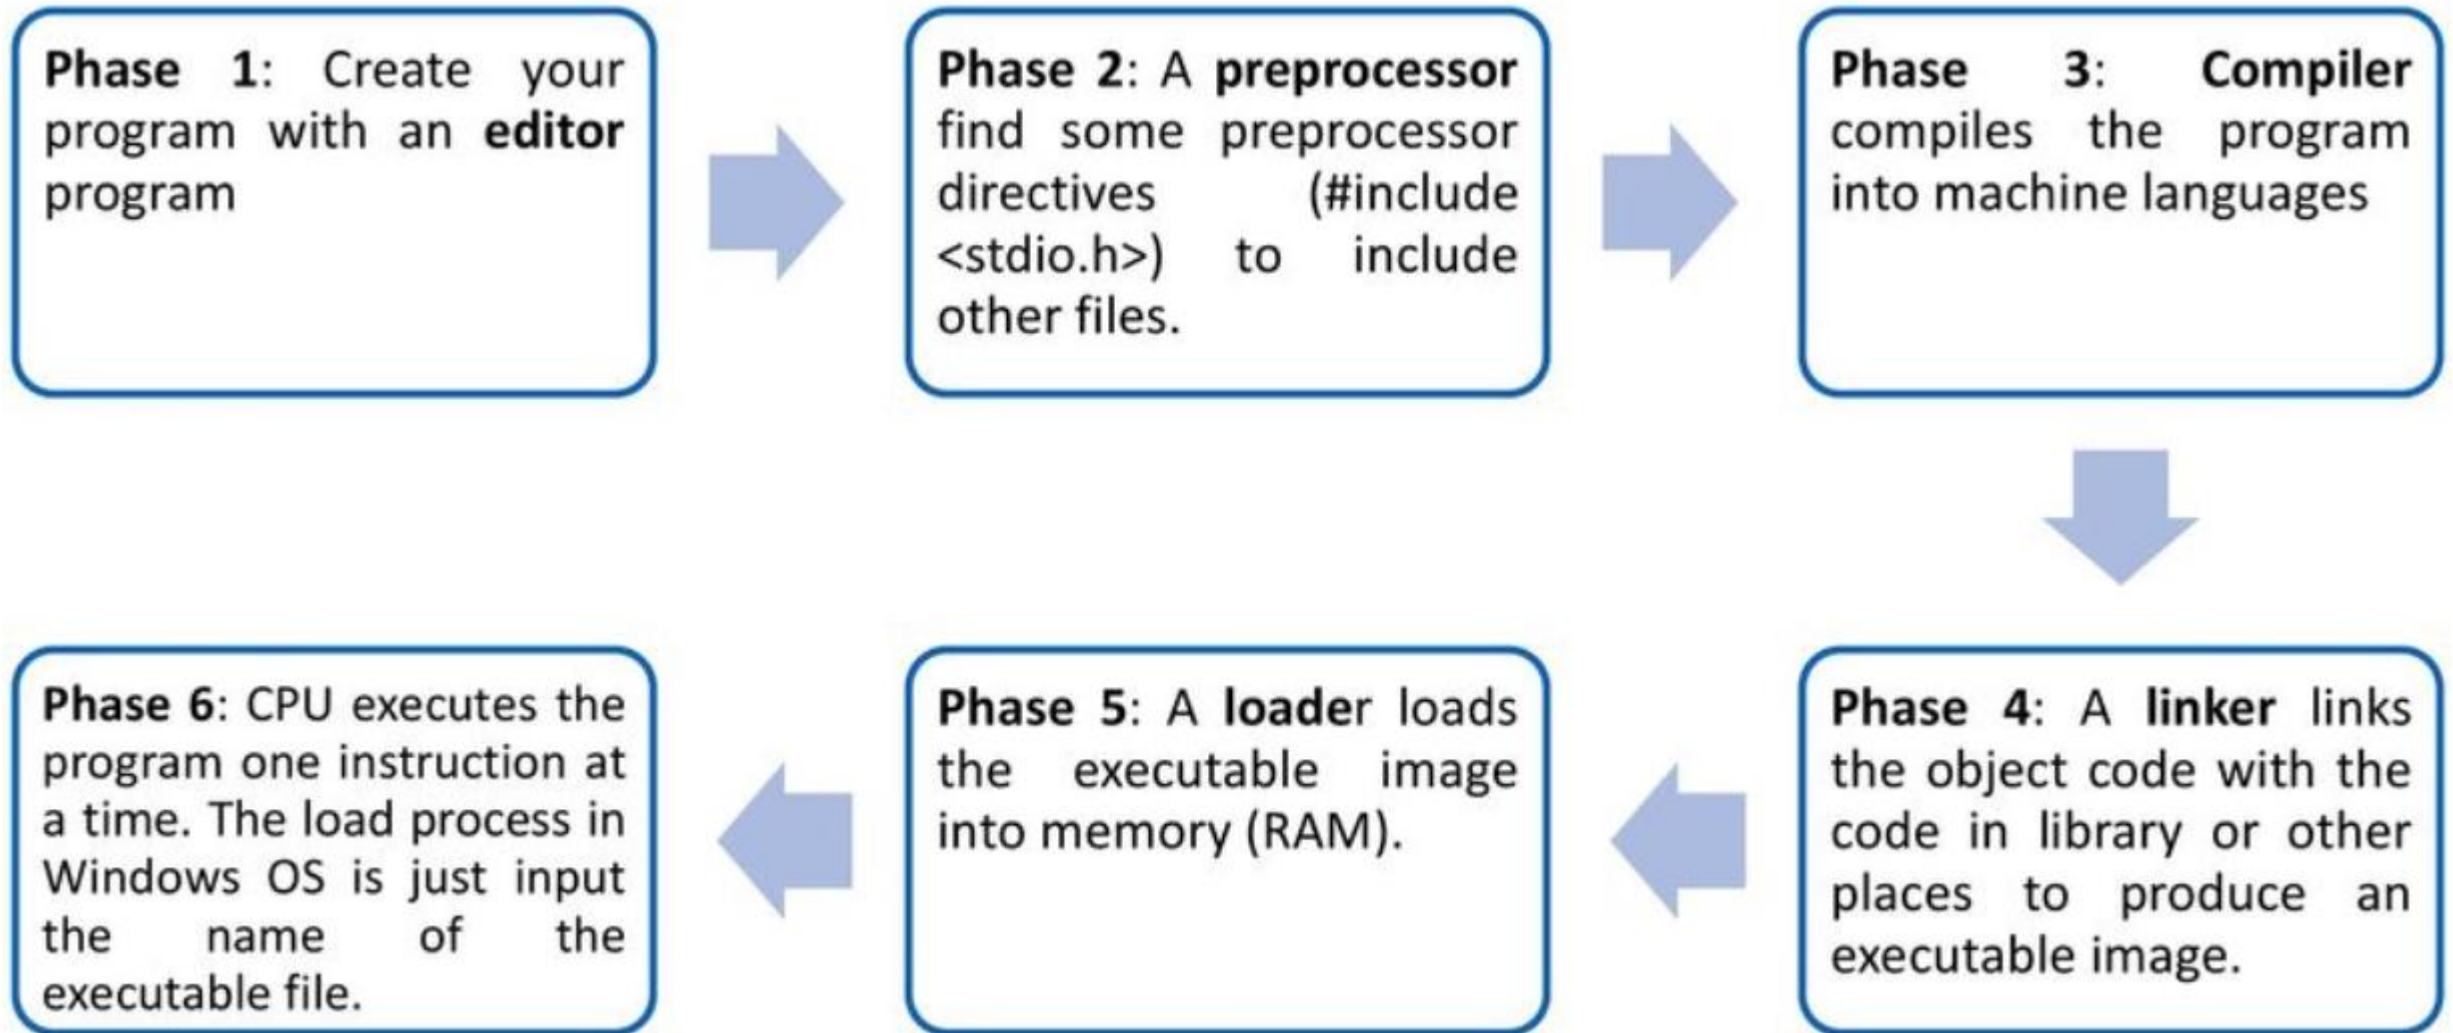 Phase 1: Create your
program with an editor
program
Phase 2: A preprocessor
find some preprocessor
directives (#include
<stdio.h>) to include
other files.
Phase 3: Compiler
compiles the program
into machine languages
Phase 4: A linker links
the object code with the
code in library or other
places to produce an
executable image.
Phase 5: A loader loads
the executable image
into memory (RAM).
Phase 6: CPU executes the
program one instruction at
a time. The load process in
Windows OS is just input
the name of the
executable file.